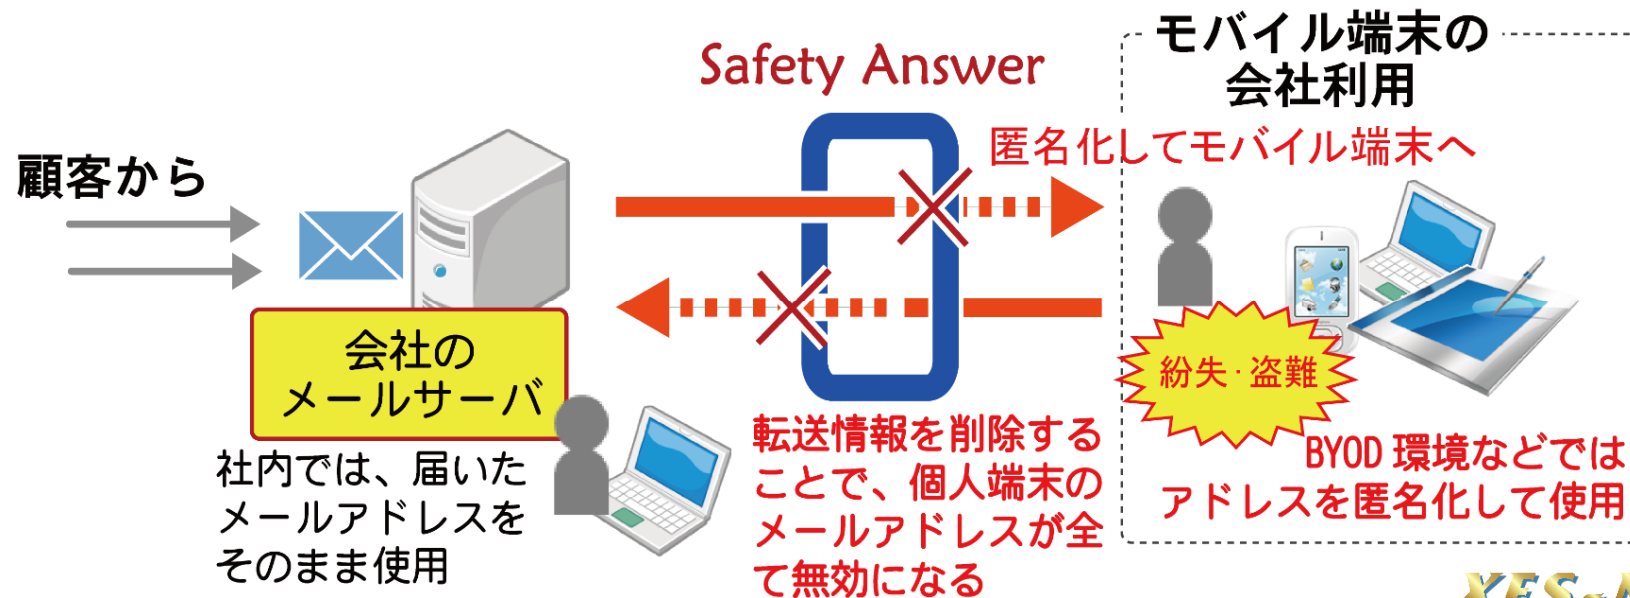 Safety Answer
モバイル端末の
会社利用
匿名化してモバイル端末へ
顧客から
会社の
メールサーバ
紛失・盗難
社内では、届いた
メールアドレスを
そのまま使用
転送情報を削除する
ことで、個人端末の
メールアドレスが全
て無効になる
BYOD 環境などでは
アドレスを匿名化して使用